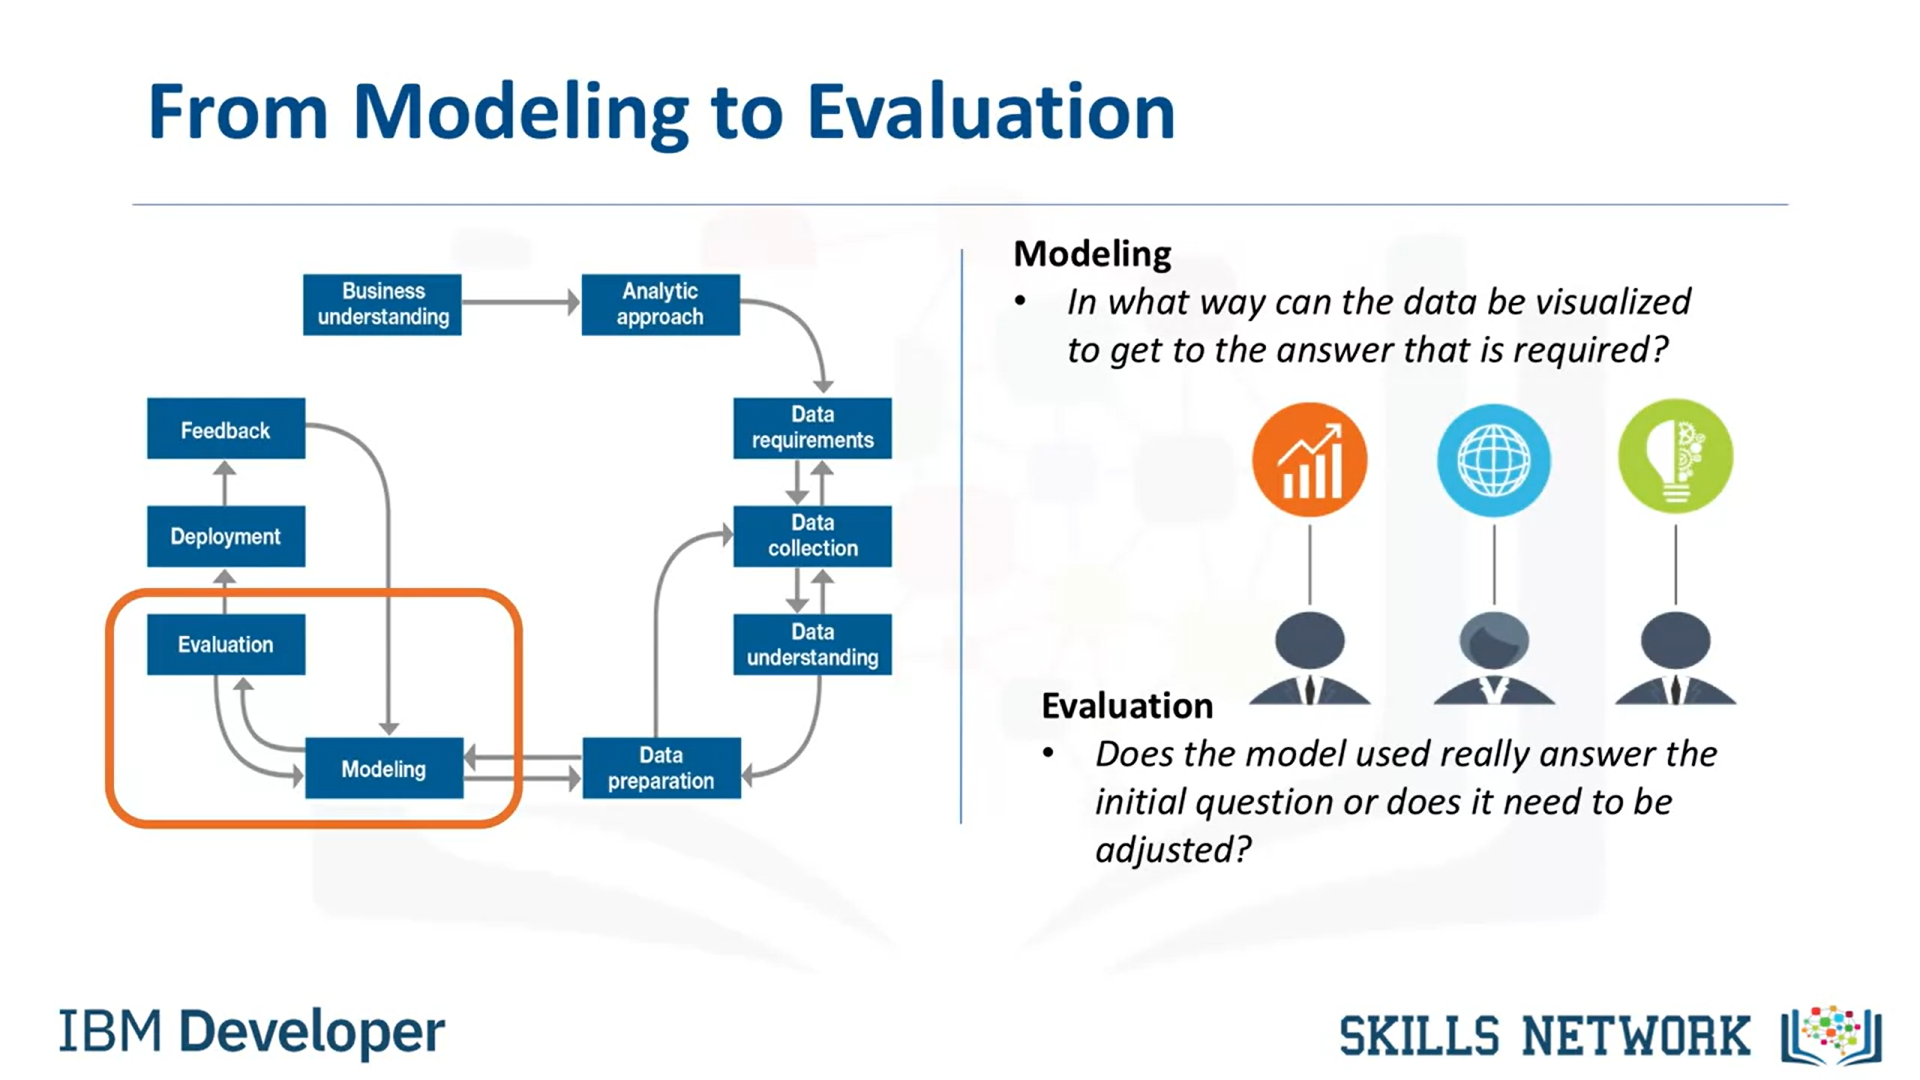 From Modeling to Evaluation
Business
understanding
Analytic
approach
Feedback
Data
requirements
Deployment
Data
collection
Evaluation
Data
understanding
Modeling
Data
preparation
Modeling
• In what way can the data be visualized
to get to the answer that is required?
Evaluation
• Does the model used really answer the
initial question or does it need to be
adjusted?
IBM Developer
SKILLS NETWORK